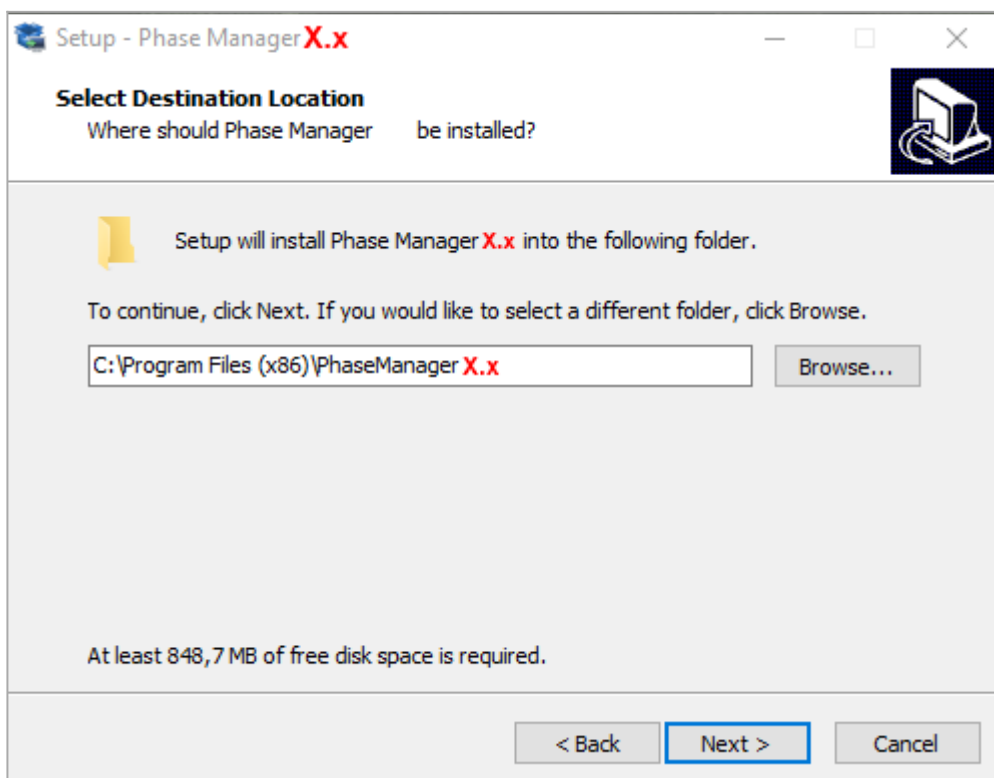 Setup - Phase Manager X.x
Select Destination Location
Where should Phase Manager be installed?
Setup will install Phase Manager X.x into the following folder.
To continue, click Next. If you would like to select a different folder, click Browse.
C:\Program Files (x86)\PhaseManager X.x
Browse...
At least 848,7 MB of free disk space is required.
< Back
Next >
Cancel